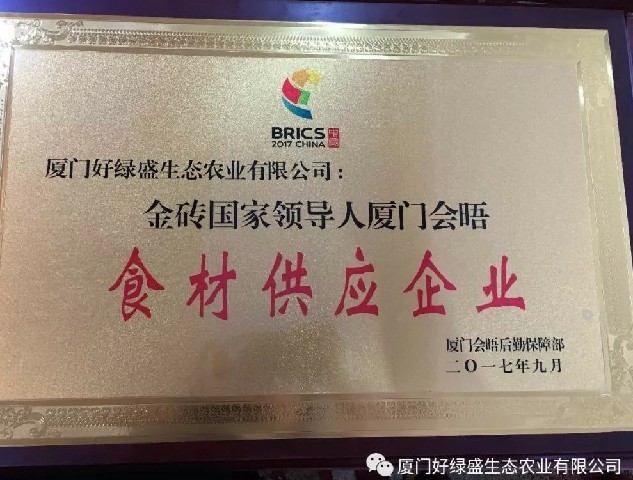 BRICS 中国
2017 CHINA
厦门好绿盛生态农业有限公司：
金砖国家领导人厦门会晤
食材供应企业
厦门会晤后勤保障部
二〇一七年九月
厦门好绿盛生态农业有限公司